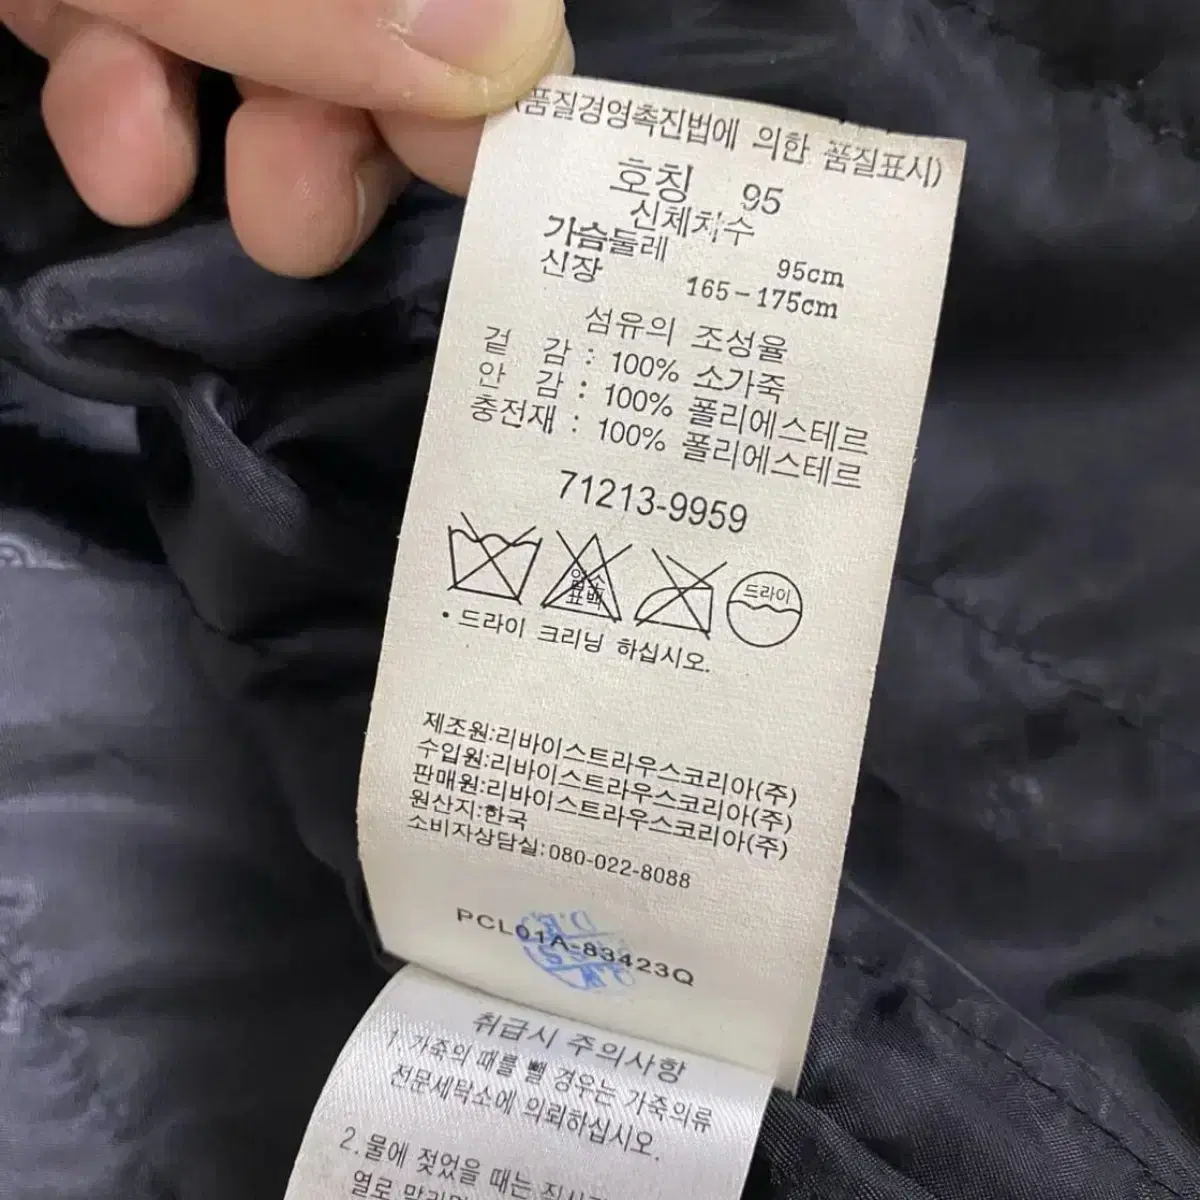 (품질경영촉진법에 의한 품질표시)
호칭 95
신체치수
가슴둘레 95cm
신장 165-175cm
섬유의 조성율
겉 감 : 100% 소가죽
안 감 : 100% 폴리에스테르
충전재 : 100% 폴리에스테르
71213-9959
염소
표백
드라이
• 드라이 크리닝 하십시오.
제조원:리바이스트라우스코리아(주)
수입원:리바이스트라우스코리아(주)
판매원:리바이스트라우스코리아(주)
원산지:한국
소비자상담실:080-022-8088
PCL01A-83423Q
취급시 주의사항
1. 가죽의 때를 뺄 경우는 가죽의류
전문세탁소에 의뢰하십시오.
2. 물에 젖었을 때는
열로